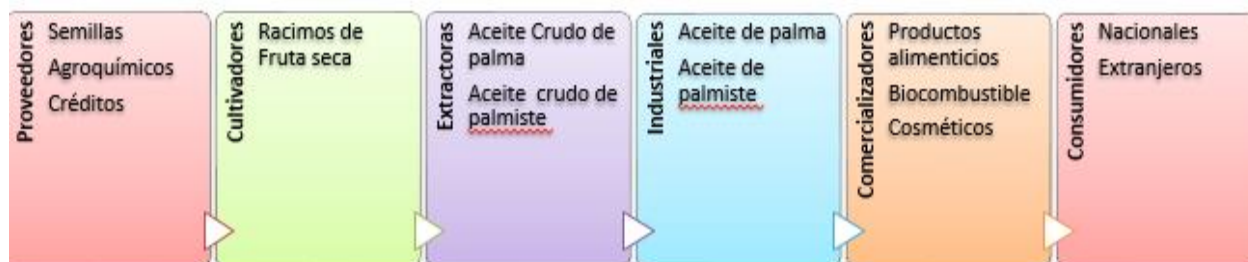 Proveedores
Semillas
Agroquímicos
Créditos
Cultivadores
Racimos de
Fruta seca
Extractoras
Aceite Crudo de
palma
Aceite crudo de
palmiste
Industriales
Aceite de palma
Aceite de
palmiste
Comercializadores
Productos
alimenticios
Biocombustible
Cosméticos
Consumidores
Nacionales
Extranjeros